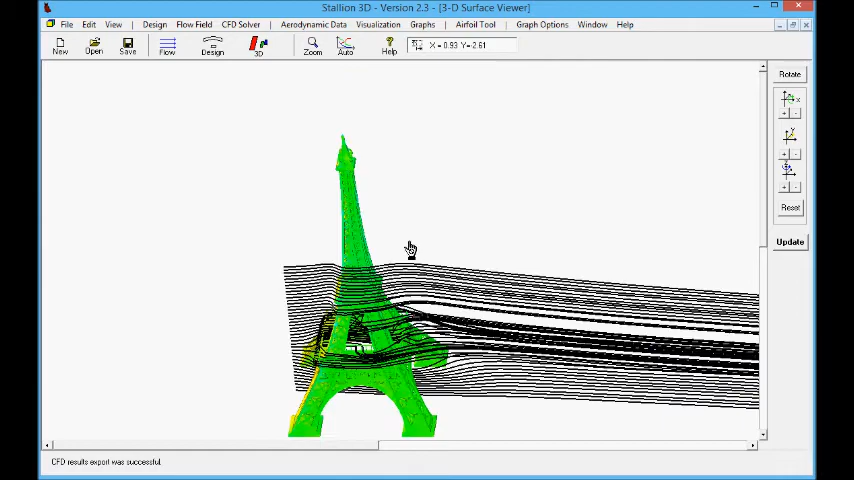 Stallion 3D - Version 2.3 - [3-D Surface Viewer]
File Edit View Design Flow Field CFD Solver Aerodynamic Data Visualization Graphs Airfoil Tool Graph Options Window Help
New Open Save Flow Design 3D Zoom Auto Help X = 0.93 Y=-2.61
Rotate
x
+ -
Y
+ -
Z
+ -
Reset
Update
CFD results export was successful.